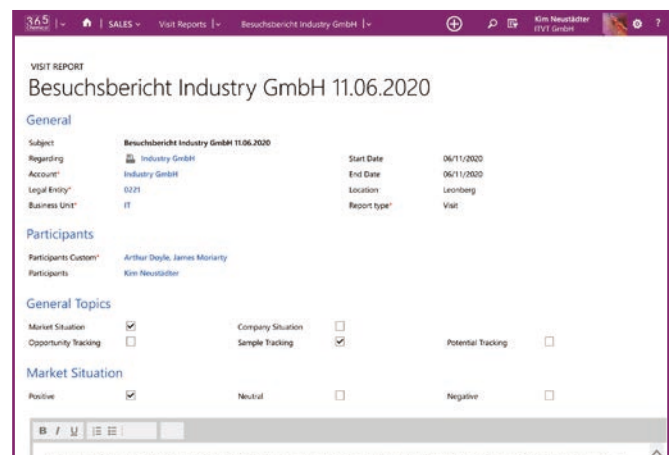 365 SALES Visit Reports Besuchsbericht Industry GmbH Kim Neustädter
ITVT GmbH ?
VISIT REPORT
Besuchsbericht Industry GmbH 11.06.2020
General
Subject Besuchsbericht Industry GmbH 11.06.2020
Regarding Industry GmbH Start Date 06/11/2020
Account* Industry GmbH End Date 06/11/2020
Legal Entity* 0221 Location Leonberg
Business Unit* IT Report type* Visit
Participants
Participants Custom* Arthur Doyle, James Moriarty
Participants Kim Neustädter
General Topics
Market Situation Company Situation
Opportunity Tracking Sample Tracking Potential Tracking
Market Situation
Positive Neutral Negative
B I U